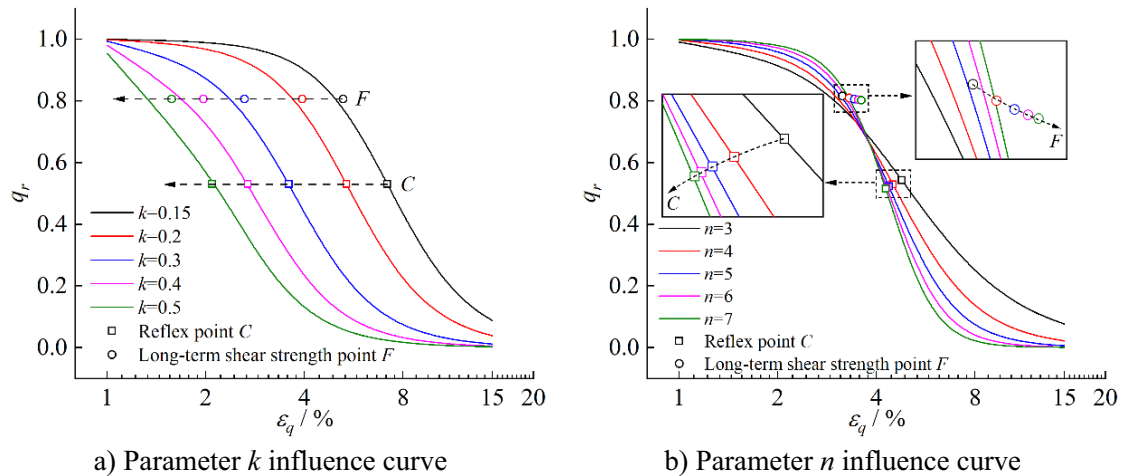 1.0
0.8
0.6
0.4
0.2
0.0
q_r
F
C
k=0.15
k=0.2
k=0.3
k=0.4
k=0.5
Reflex point C
Long-term shear strength point F
1 2 4 8 15 20
ε_q / %
a) Parameter k influence curve
1.0
0.8
0.6
0.4
0.2
0.0
q_r
F
C
n=3
n=4
n=5
n=6
n=7
Reflex point C
Long-term shear strength point F
1 2 4 8 15 20
ε_q / %
b) Parameter n influence curve